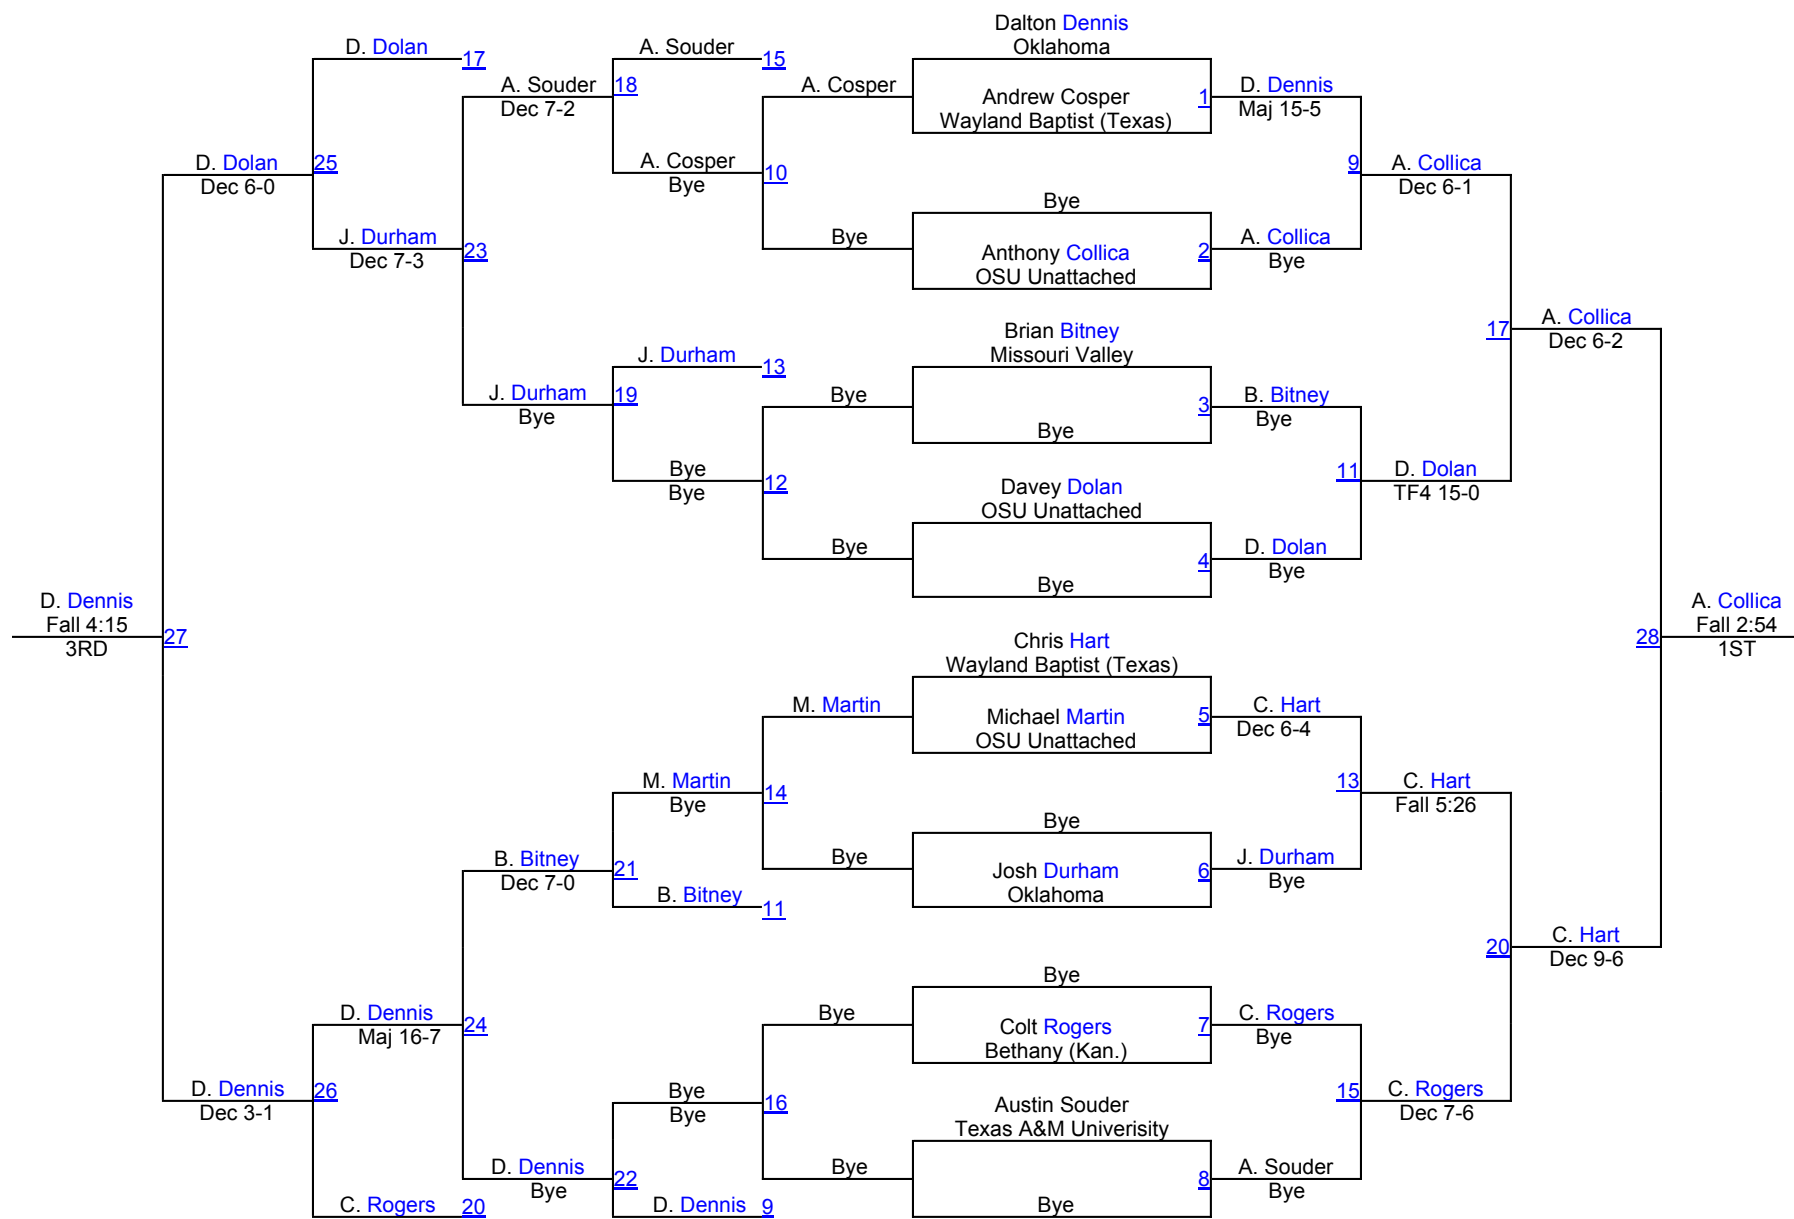 Dalton Dennis
Oklahoma
D. Dolan
17
A. Souder
15
A. Souder
18
Dec 7-2
A. Cosper
Andrew Cosper
Wayland Baptist (Texas)
1
D. Dennis
Maj 15-5
D. Dolan
25
Dec 6-0
A. Cosper
Bye
10
9
A. Collica
Dec 6-1
Bye
J. Durham
23
Dec 7-3
Bye
Anthony Collica
OSU Unattached
2
A. Collica
Bye
Brian Bitney
Missouri Valley
17
A. Collica
Dec 6-2
J. Durham
13
J. Durham
19
Bye
Bye
3
B. Bitney
Bye
Bye
Bye
Bye
12
11
D. Dolan
TF4 15-0
Davey Dolan
OSU Unattached
Bye
4
D. Dolan
Bye
Bye
D. Dennis
Fall 4:15
3RD
27
28
A. Collica
Fall 2:54
1ST
Chris Hart
Wayland Baptist (Texas)
M. Martin
Michael Martin
OSU Unattached
5
C. Hart
Dec 6-4
M. Martin
Bye
14
13
C. Hart
Fall 5:26
Bye
B. Bitney
Dec 7-0
21
Bye
Josh Durham
Oklahoma
6
J. Durham
Bye
B. Bitney
11
20
C. Hart
Dec 9-6
Bye
D. Dennis
Maj 16-7
24
Bye
Colt Rogers
Bethany (Kan.)
7
C. Rogers
Bye
D. Dennis
Dec 3-1
26
Bye
Bye
16
15
C. Rogers
Dec 7-6
Austin Souder
Texas A&M Univerisity
D. Dennis
Bye
22
Bye
8
A. Souder
Bye
Bye
C. Rogers
20
D. Dennis
9